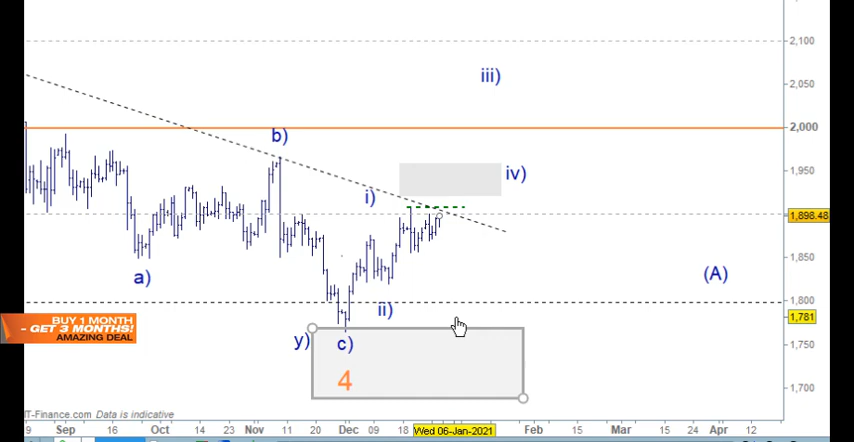 2,100
iii)
2,050
b)
2,000
1,950
iv)
i)
1,898.48
1,850
a)
(A)
1,800
BUY 1 MONTH
- GET 3 MONTHS!
AMAZING DEAL
ii)
1,781
y)
c)
1,750
4
1,700
IT-Finance.com Data is indicative
9 Sep 16 Oct 14 23 Nov 11 20 Dec 09 18 Wed 06-Jan-2021 Feb 12 Mar 15 24 Apr 12